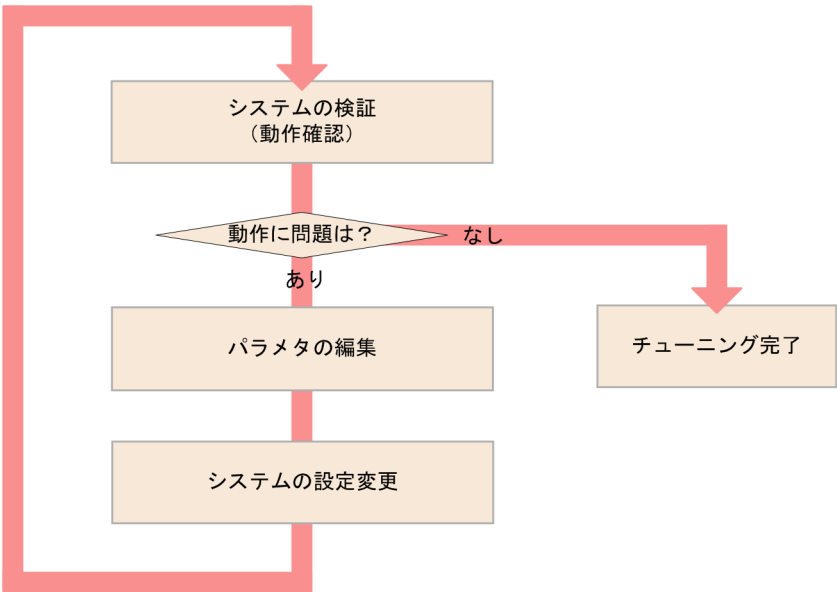 システムの検証
（動作確認）
動作に問題は？
なし
あり
パラメタの編集
チューニング完了
システムの設定変更